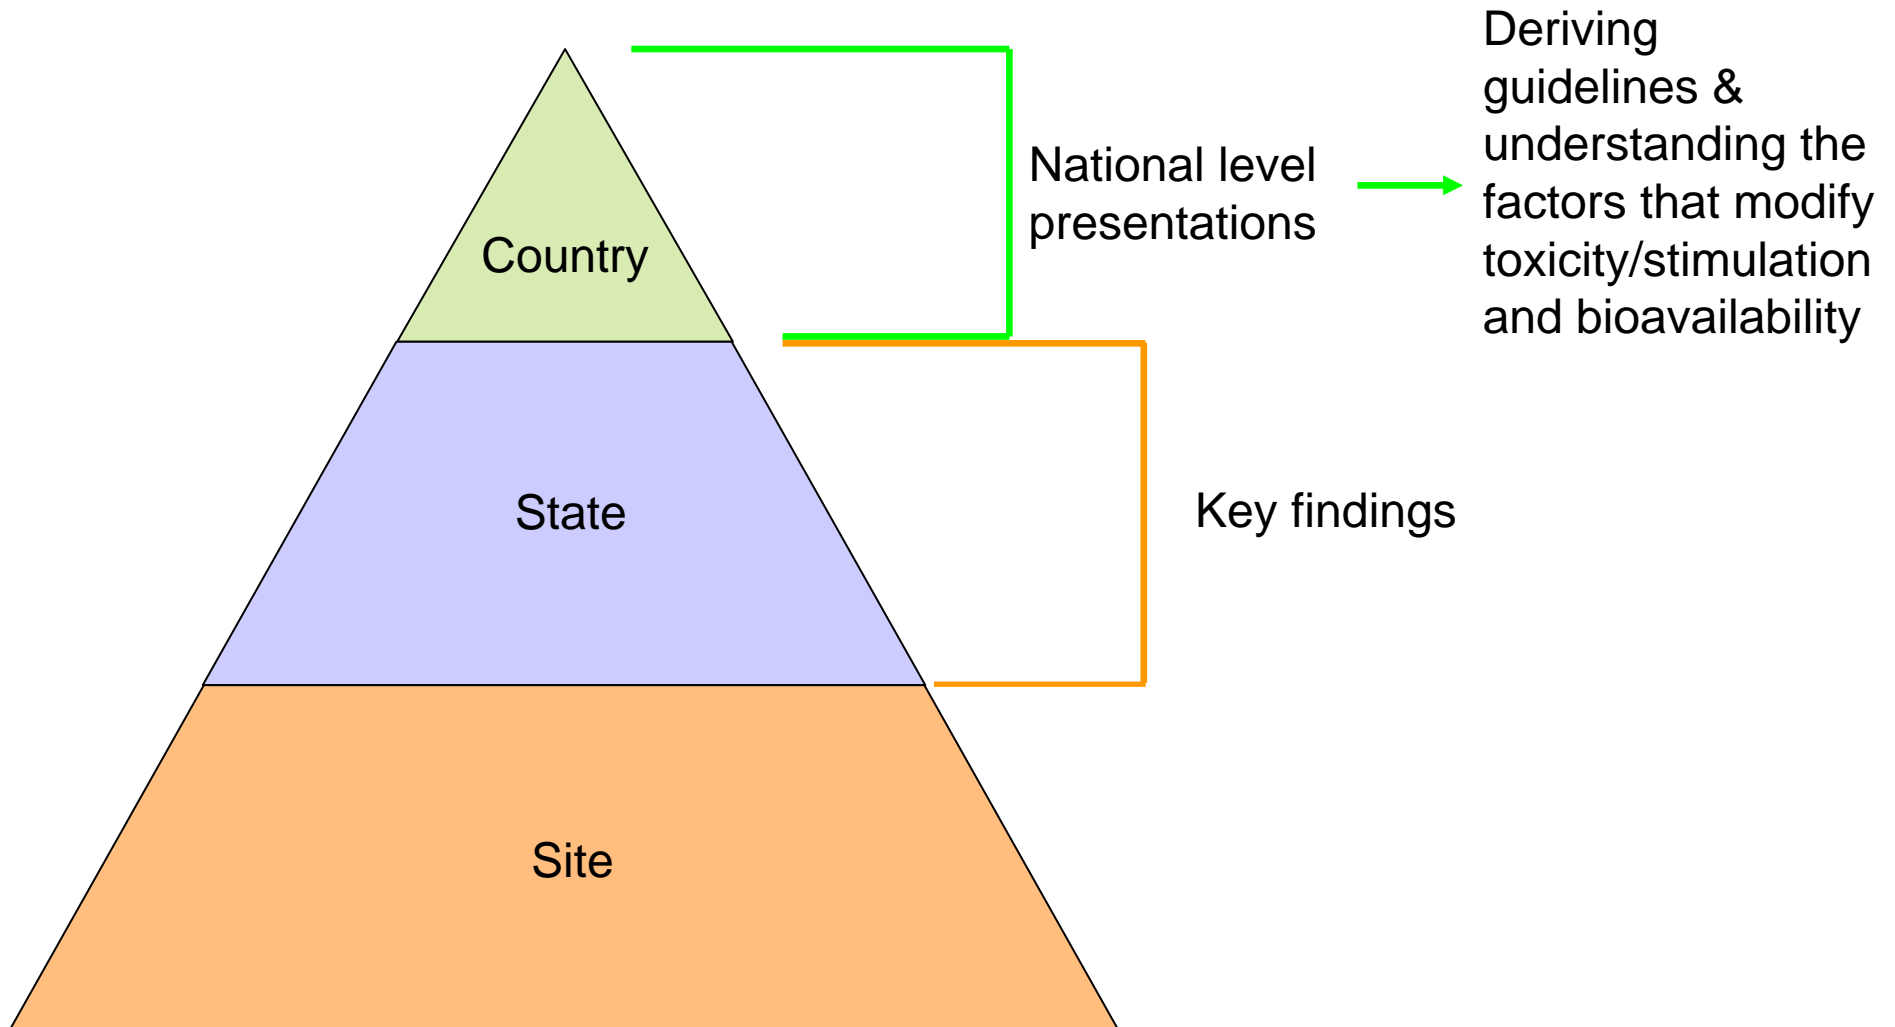 Country
State
Site
National level
presentations
Key findings
Deriving
guidelines &
understanding the
factors that modify
toxicity/stimulation
and bioavailability